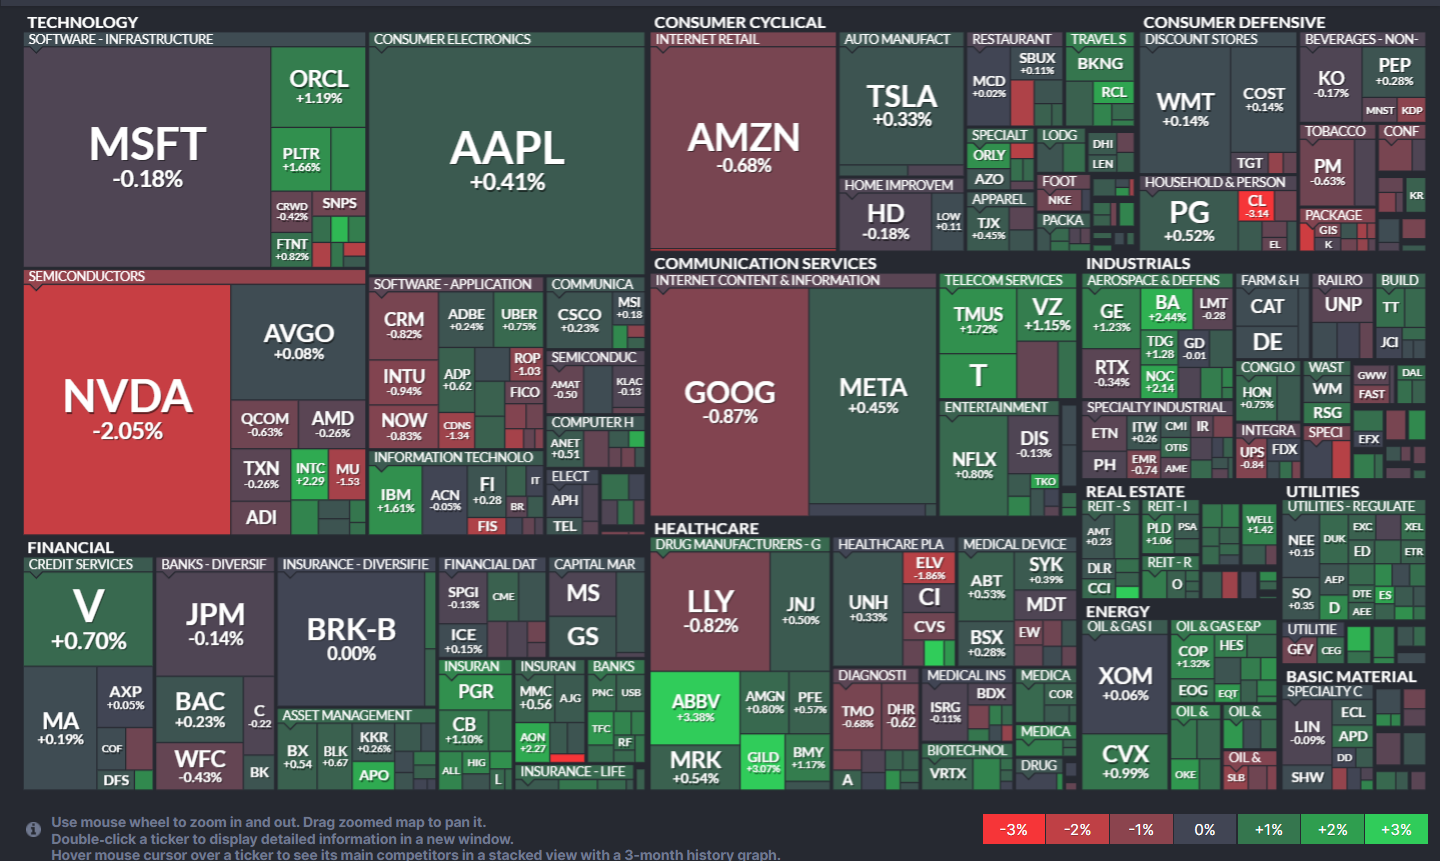 TECHNOLOGY
SOFTWARE - INFRASTRUCTURE
MSFT
-0.18%
ORCL
+1.19%
PLTR
+1.66%
CRWD
-0.42%
SNPS
FTNT
+0.82%
CONSUMER ELECTRONICS
AAPL
+0.41%
SEMICONDUCTORS
NVDA
-2.05%
AVGO
+0.08%
QCOM
-0.63%
AMD
-0.26%
TXN
-0.26%
INTC
+2.29
MU
-1.53
ADI
SOFTWARE - APPLICATION
CRM
-0.82%
ADBE
+0.24%
UBER
+0.75%
INTU
-0.94%
ADP
+0.62
ROP
-1.03
FICO
NOW
-0.83%
CDNS
-1.34
COMMUNICA
CSCO
+0.23%
MSI
+0.18
SEMICONDUC
AMAT
-0.50
KLAC
-0.13
COMPUTER H
ANET
+0.51
INFORMATION TECHNOLO
IBM
+1.61%
ACN
-0.05%
FI
+0.28
IT
BR
FIS
ELECT
APH
TEL
CONSUMER CYCLICAL
INTERNET RETAIL
AMZN
-0.68%
AUTO MANUFACT
TSLA
+0.33%
HOME IMPROVEM
HD
-0.18%
LOW
+0.11
RESTAURANT
MCD
+0.02%
SBUX
+0.11%
TRAVEL S
BKNG
RCL
SPECIALT
ORLY
AZO
LODG
DHI
LEN
FOOT
NKE
APPAREL
TJX
+0.45%
PACKA
CONSUMER DEFENSIVE
DISCOUNT STORES
WMT
+0.14%
COST
+0.14%
TGT
BEVERAGES - NON-
KO
-0.17%
PEP
+0.28%
MNST
KDP
TOBACCO
PM
-0.63%
CONF
KR
HOUSEHOLD & PERSON
PG
+0.52%
CL
-3.14
EL
PACKAGE
GIS
K
COMMUNICATION SERVICES
INTERNET CONTENT & INFORMATION
GOOG
-0.87%
META
+0.45%
TELECOM SERVICES
TMUS
+1.72%
VZ
+1.15%
T
ENTERTAINMENT
NFLX
+0.80%
DIS
-0.13%
TKO
INDUSTRIALS
AEROSPACE & DEFENS
GE
+1.23%
BA
+2.44%
LMT
-0.28
RTX
-0.34%
TDG
+1.28
GD
-0.01
NOC
+2.14
FARM & H
CAT
DE
RAILRO
UNP
BUILD
TT
JCI
CONGLO
HON
+0.75%
WAST
WM
RSG
GWW
FAST
DAL
SPECIALTY INDUSTRIAL
ETN
ITW
+0.26
CMI
IR
OTIS
PH
EMR
-0.74
AME
INTEGRA
UPS
-0.84
FDX
SPECI
EFX
REAL ESTATE
REIT - S
AMT
+0.23
DLR
CCI
REIT - I
PLD
+1.06
PSA
REIT - R
O
WELL
+1.42
UTILITIES
UTILITIES - REGULATE
NEE
+0.15
DUK
EXC
XEL
ED
ETR
SO
+0.35
AEP
DTE
ES
D
AEE
UTILITIE
GEV
CEG
FINANCIAL
CREDIT SERVICES
V
+0.70%
MA
+0.19%
AXP
+0.05%
COF
DFS
BANKS - DIVERSIF
JPM
-0.14%
BAC
+0.23%
C
-0.22
WFC
-0.43%
BK
INSURANCE - DIVERSIFIE
BRK-B
0.00%
ASSET MANAGEMENT
BX
+0.54
BLK
+0.67
KKR
+0.26%
APO
FINANCIAL DAT
SPGI
-0.13%
CME
ICE
+0.15%
CAPITAL MAR
MS
GS
INSURAN
PGR
CB
+1.10%
ALL
HIG
L
INSURAN
MMC
+0.56
AJG
AON
+2.27
BANKS
PNC
USB
TFC
RF
INSURANCE - LIFE
HEALTHCARE
DRUG MANUFACTURERS - G
LLY
-0.82%
JNJ
+0.50%
ABBV
+3.38%
AMGN
+0.80%
PFE
+0.57%
MRK
+0.54%
GILD
+3.07%
BMY
+1.17%
HEALTHCARE PLA
UNH
+0.33%
ELV
-1.86%
CI
CVS
MEDICAL DEVICE
ABT
+0.53%
SYK
+0.39%
MDT
BSX
+0.28%
EW
DIAGNOSTI
TMO
-0.68%
DHR
-0.62
A
MEDICAL INS
ISRG
-0.11%
BDX
MEDICA
COR
MEDICA
BIOTECHNOL
VRTX
DRUG
ENERGY
OIL & GAS I
XOM
+0.06%
CVX
+0.99%
OIL & GAS E&P
COP
+1.32%
HES
EOG
EQT
OIL &
OKE
OIL &
OIL &
SLB
BASIC MATERIAL
SPECIALTY C
LIN
-0.09%
ECL
APD
DD
SHW
Use mouse wheel to zoom in and out. Drag zoomed map to pan it.
Double-click a ticker to display detailed information in a new window.
Hover mouse cursor over a ticker to see its main competitors in a stacked view with a 3-month history graph.
-3%
-2%
-1%
0%
+1%
+2%
+3%